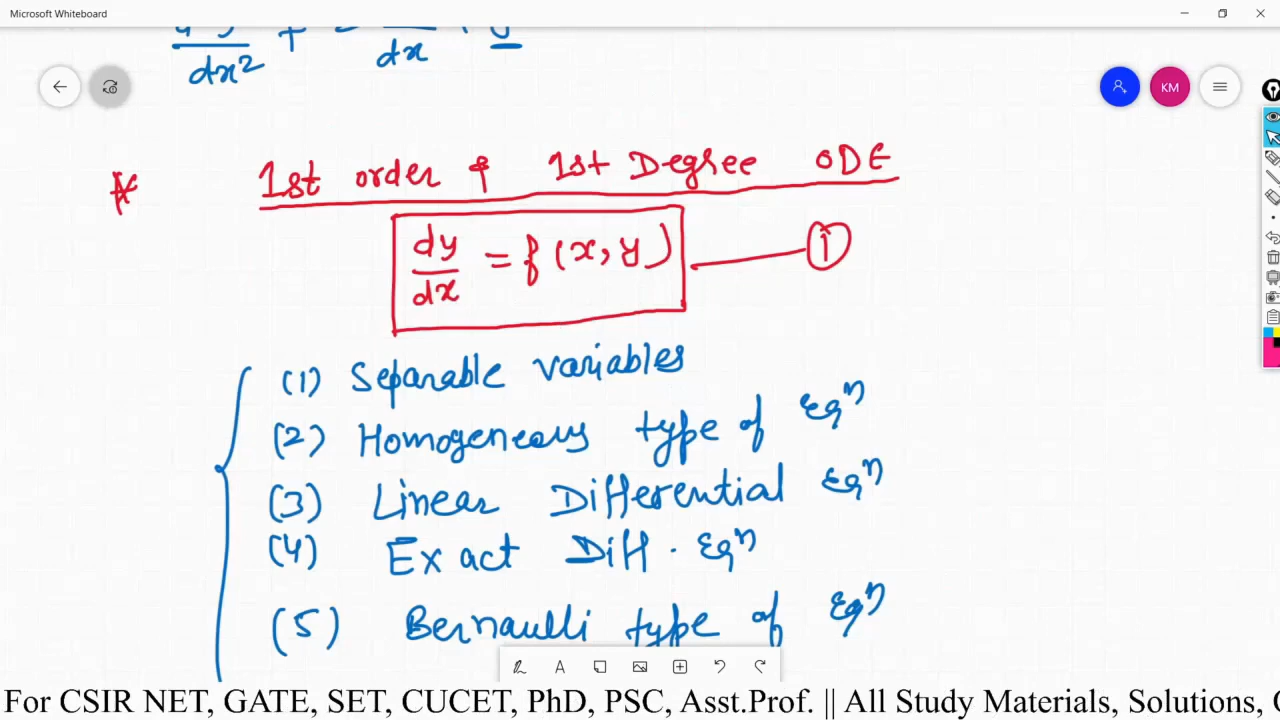 Microsoft Whiteboard
dx² + dx
KM
1st order & 1st Degree ODE
dy/dx = f(x,y) ①
(1) Separable variables
(2) Homogeneous type of Eqⁿ
(3) Linear Differential Eqⁿ
(4) Exact Diff. Eqⁿ
(5) Bernaulli type of Eqⁿ
For CSIR NET, GATE, SET, CUCET, PhD, PSC, Asst.Prof. || All Study Materials, Solutions,